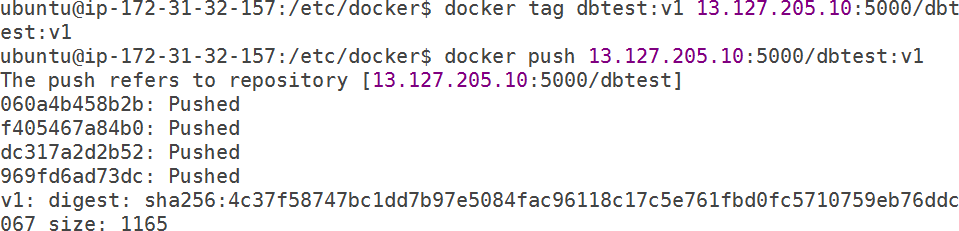 ubuntu@ip-172-31-32-157:/etc/docker$ docker tag dbtest:v1 13.127.205.10:5000/dbt
est:v1
ubuntu@ip-172-31-32-157:/etc/docker$ docker push 13.127.205.10:5000/dbtest:v1
The push refers to repository [13.127.205.10:5000/dbtest]
060a4b458b2b: Pushed
f405467a84b0: Pushed
dc317a2d2b52: Pushed
969fd6ad73dc: Pushed
v1: digest: sha256:4c37f58747bc1dd7b97e5084fac96118c17c5e761fbd0fc5710759eb76ddc
067 size: 1165